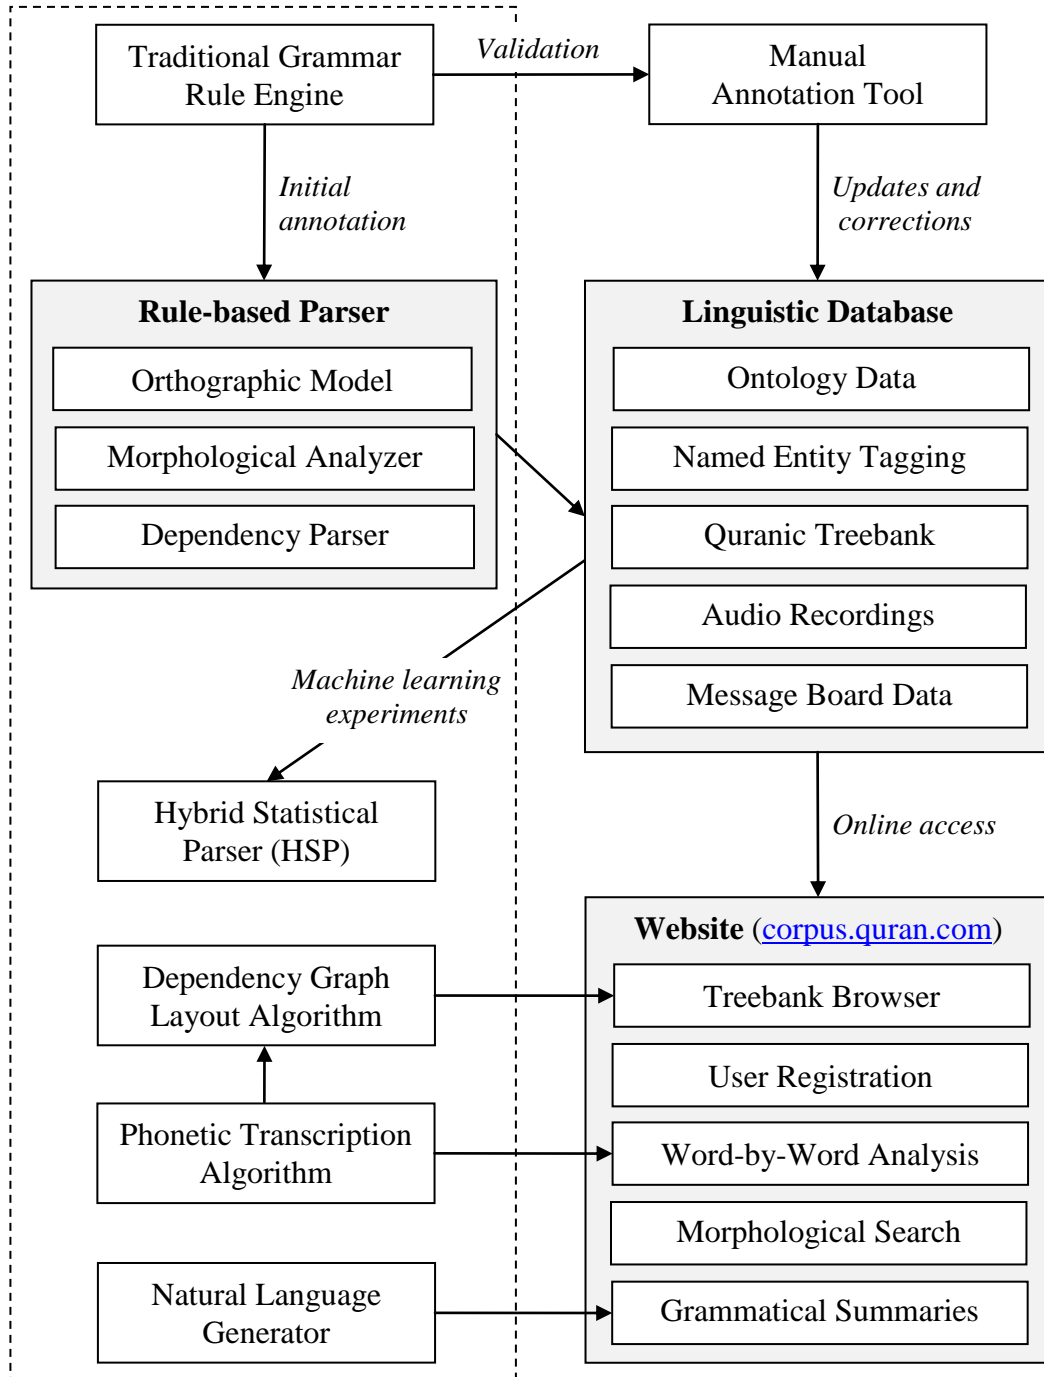 Traditional Grammar
Rule Engine
Validation
Manual
Annotation Tool
Initial
annotation
Updates and
corrections
Rule-based Parser
Orthographic Model
Morphological Analyzer
Dependency Parser
Linguistic Database
Ontology Data
Named Entity Tagging
Quranic Treebank
Audio Recordings
Message Board Data
Machine learning
experiments
Hybrid Statistical
Parser (HSP)
Online access
Website (corpus.quran.com)
Dependency Graph
Layout Algorithm
Treebank Browser
User Registration
Phonetic Transcription
Algorithm
Word-by-Word Analysis
Morphological Search
Natural Language
Generator
Grammatical Summaries